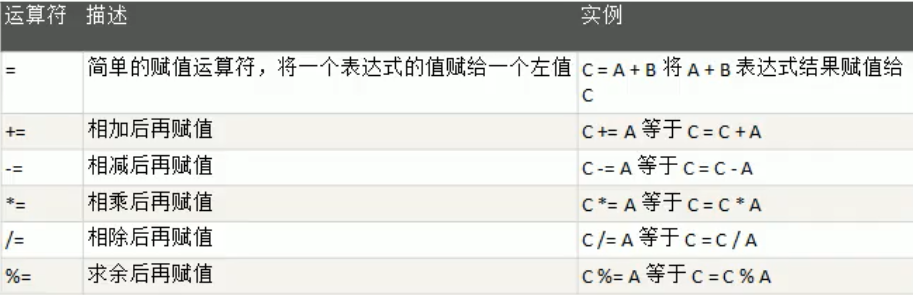 运算符 描述 实例
= 简单的赋值运算符，将一个表达式的值赋给一个左值 C = A + B 将 A + B 表达式结果赋值给
C
+= 相加后再赋值 C += A 等于 C = C + A
-= 相减后再赋值 C -= A 等于 C = C - A
*= 相乘后再赋值 C *= A 等于 C = C * A
/= 相除后再赋值 C /= A 等于 C = C / A
%= 求余后再赋值 C %= A 等于 C = C % A